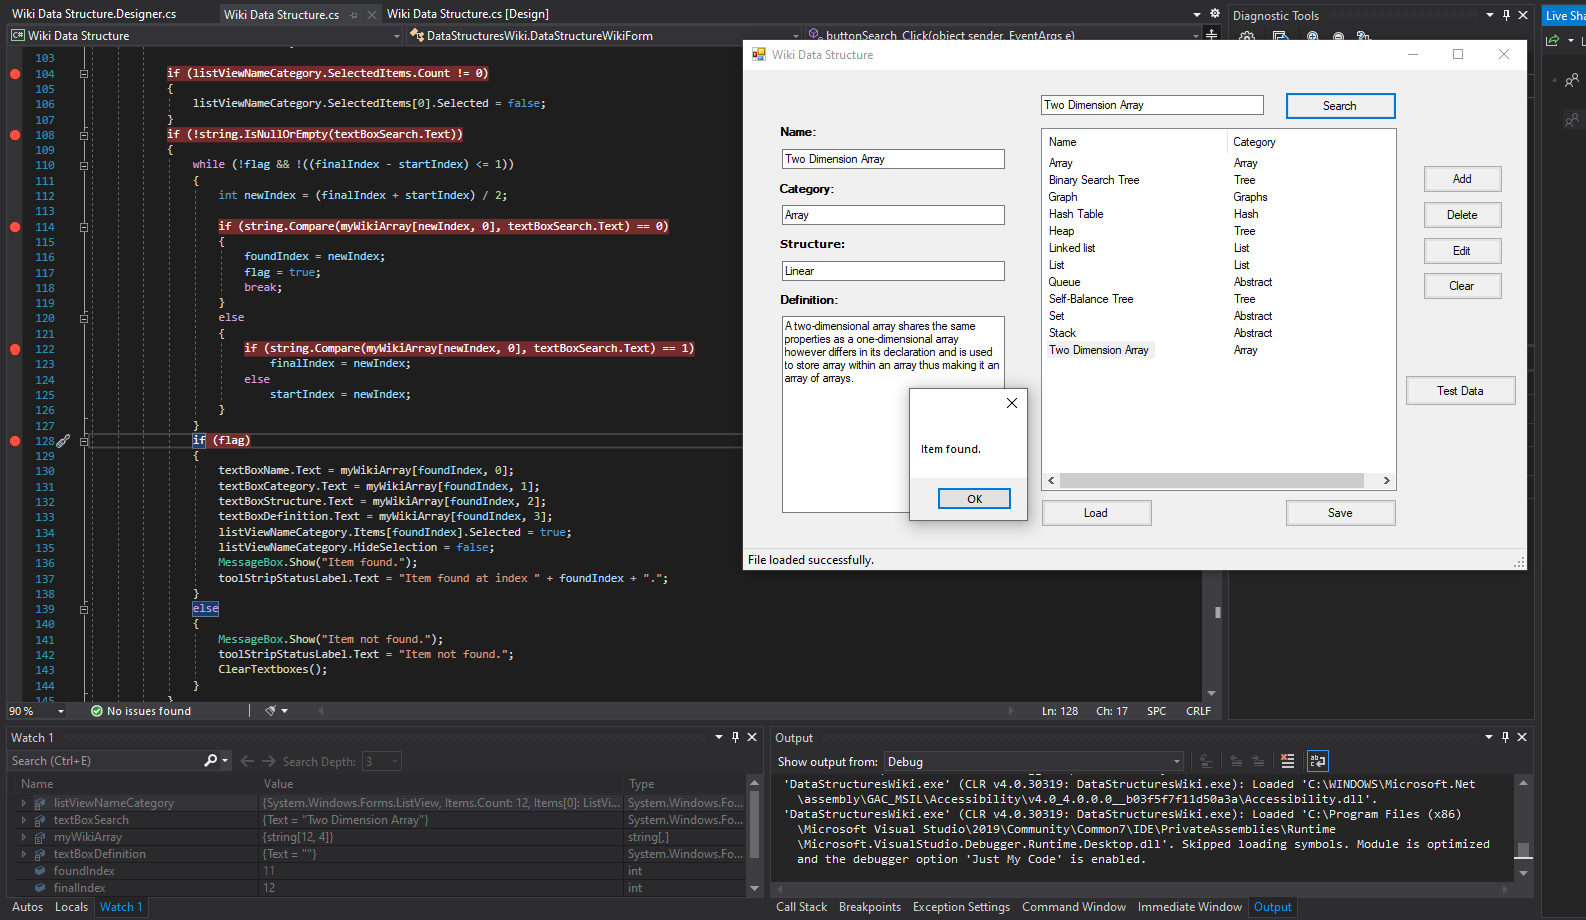 Wiki Data Structure.Designer.cs
Wiki Data Structure.cs
Wiki Data Structure.cs [Design]
Diagnostic Tools
Live Sha
C# Wiki Data Structure
DataStructuresWiki.DataStructureWikiForm
buttonSearch_Click(object sender, EventArgs e)
103
104 if (listViewNameCategory.SelectedItems.Count != 0)
105 {
106 listViewNameCategory.SelectedItems[0].Selected = false;
107 }
108 if (!string.IsNullOrEmpty(textBoxSearch.Text))
109 {
110 while (!flag && !((finalIndex - startIndex) <= 1))
111 {
112 int newIndex = (finalIndex + startIndex) / 2;
113
114 if (string.Compare(myWikiArray[newIndex, 0], textBoxSearch.Text) == 0)
115 {
116 foundIndex = newIndex;
117 flag = true;
118 break;
119 }
120 else
121 {
122 if (string.Compare(myWikiArray[newIndex, 0], textBoxSearch.Text) == 1)
123 finalIndex = newIndex;
124 else
125 startIndex = newIndex;
126 }
127 }
128 if (flag)
129 {
130 textBoxName.Text = myWikiArray[foundIndex, 0];
131 textBoxCategory.Text = myWikiArray[foundIndex, 1];
132 textBoxStructure.Text = myWikiArray[foundIndex, 2];
133 textBoxDefinition.Text = myWikiArray[foundIndex, 3];
134 listViewNameCategory.Items[foundIndex].Selected = true;
135 listViewNameCategory.HideSelection = false;
136 MessageBox.Show("Item found.");
137 toolStripStatusLabel.Text = "Item found at index " + foundIndex + ".";
138 }
139 else
140 {
141 MessageBox.Show("Item not found.");
142 toolStripStatusLabel.Text = "Item not found.";
143 ClearTextboxes();
144 }
145 }
90 %
No issues found
Ln: 128 Ch: 17 SPC CRLF
Wiki Data Structure
Two Dimension Array
Search
Name:
Two Dimension Array
Category:
Array
Structure:
Linear
Definition:
A two-dimensional array shares the same
properties as a one-dimensional array
however differs in its declaration and is used
to store array within an array thus making it an
array of arrays.
Name Category
Array Array
Binary Search Tree Tree
Graph Graphs
Hash Table Hash
Heap Tree
Linked list List
List List
Queue Abstract
Self-Balance Tree Tree
Set Abstract
Stack Abstract
Two Dimension Array Array
Add
Delete
Edit
Clear
Test Data
Item found.
OK
Load
Save
File loaded successfully.
Watch 1
Search (Ctrl+E)
Search Depth: 3
Name Value Type
listViewNameCategory {System.Windows.Forms.ListView, Items.Count: 12, Items[0]: ListVi... System.Windows.Fo...
textBoxSearch {Text = "Two Dimension Array"} System.Windows.Fo...
myWikiArray {string[12, 4]} string[,]
textBoxDefinition {Text = ""} System.Windows.Fo...
foundIndex 11 int
finalIndex 12 int
Autos Locals Watch 1
Output
Show output from: Debug
'DataStructuresWiki.exe' (CLR v4.0.30319: DataStructuresWiki.exe): Loaded 'C:\WINDOWS\Microsoft.Net
\assembly\GAC_MSIL\Accessibility\v4.0_4.0.0.0__b03f5f7f11d50a3a\Accessibility.dll'.
'DataStructuresWiki.exe' (CLR v4.0.30319: DataStructuresWiki.exe): Loaded 'C:\Program Files (x86)
\Microsoft Visual Studio\2019\Community\Common7\IDE\PrivateAssemblies\Runtime
\Microsoft.VisualStudio.Debugger.Runtime.Desktop.dll'. Skipped loading symbols. Module is optimized
and the debugger option 'Just My Code' is enabled.
Call Stack Breakpoints Exception Settings Command Window Immediate Window Output